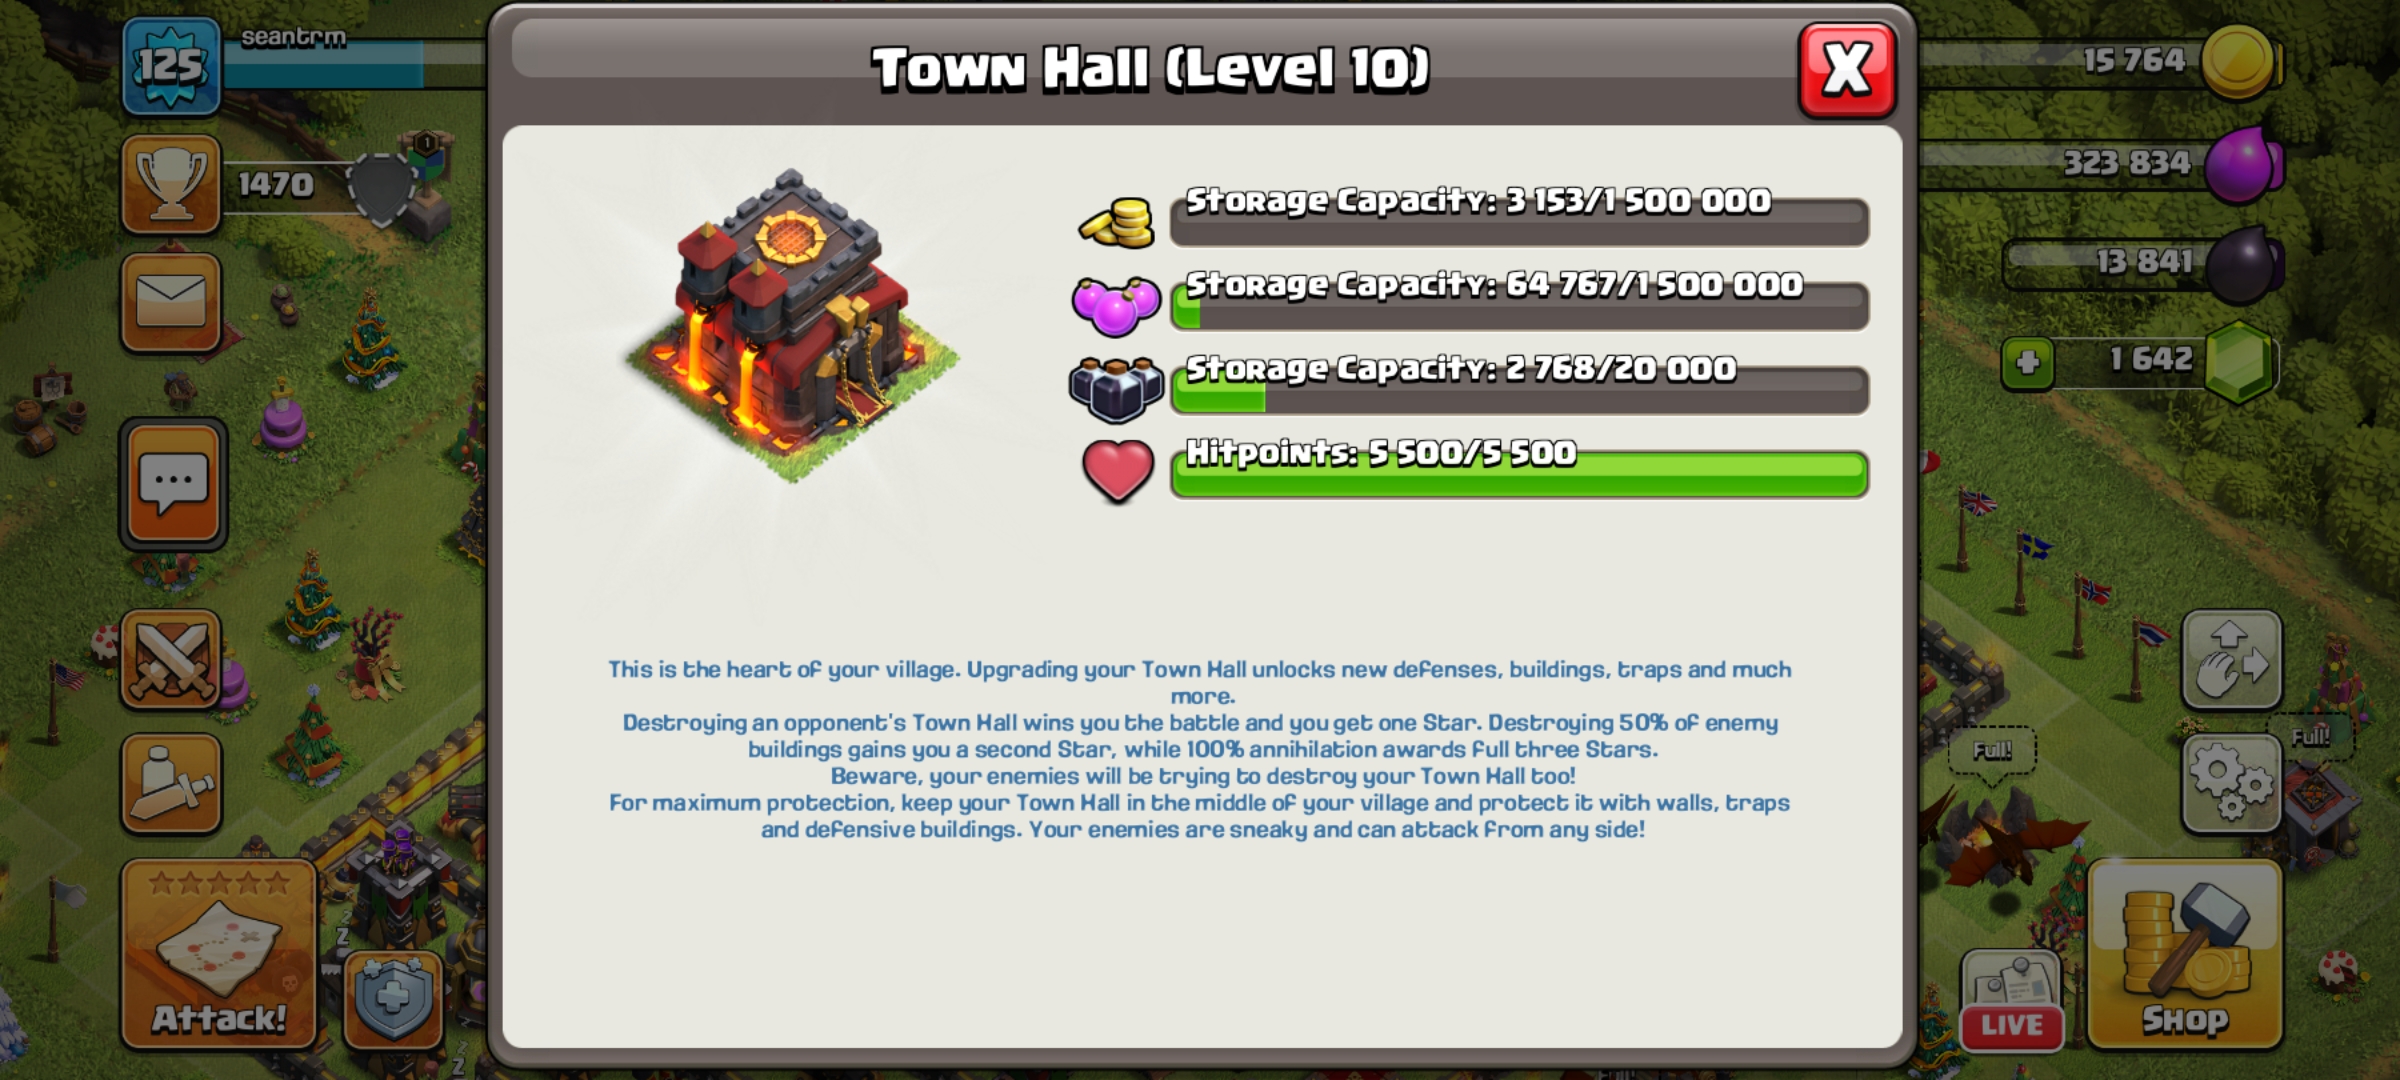 125
seantrm
Town Hall (Level 10)
X
15 764
1470
1
323 834
13 841
1 642
Storage Capacity: 3 153/1 500 000
Storage Capacity: 64 767/1 500 000
Storage Capacity: 2 768/20 000
Hitpoints: 5 500/5 500
This is the heart of your village. Upgrading your Town Hall unlocks new defenses, buildings, traps and much
more.
Destroying an opponent's Town Hall wins you the battle and you get one Star. Destroying 50% of enemy
buildings gains you a second Star, while 100% annihilation awards full three Stars.
Beware, your enemies will be trying to destroy your Town Hall too!
For maximum protection, keep your Town Hall in the middle of your village and protect it with walls, traps
and defensive buildings. Your enemies are sneaky and can attack from any side!
Full!
Full!
z
z
z
z
Attack!
LIVE
Shop